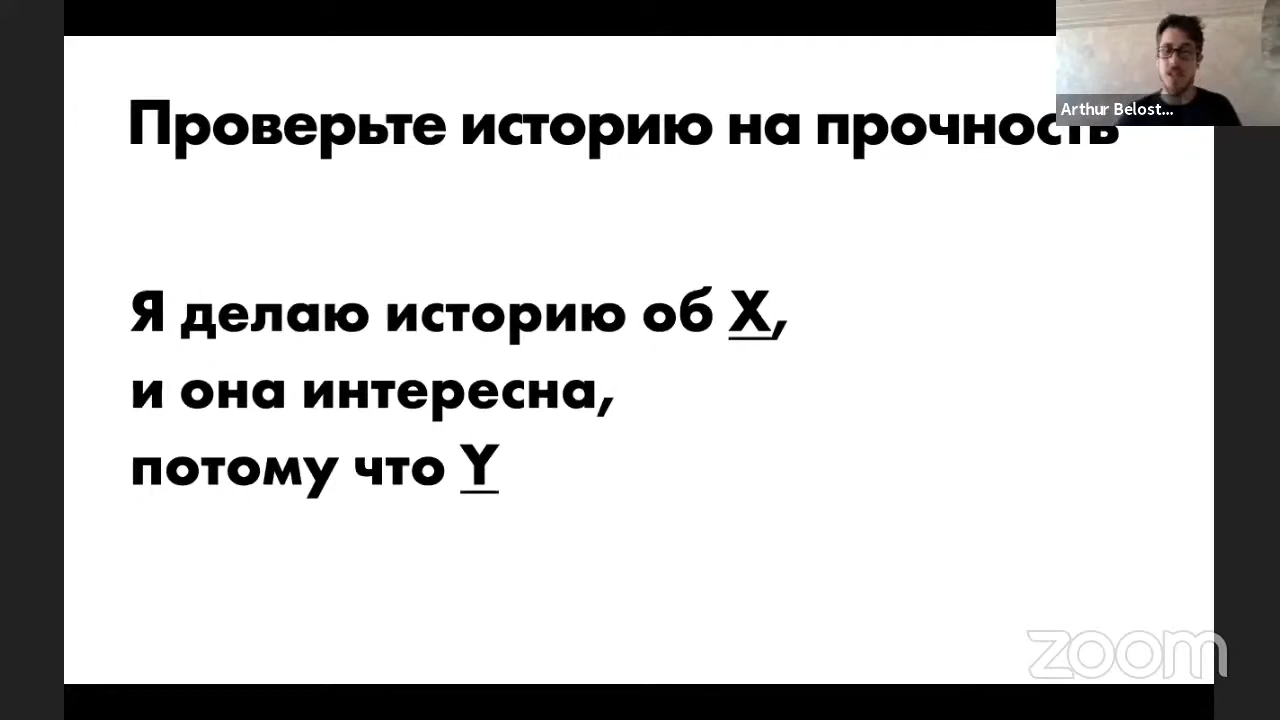 Arthur Belost...
Проверьте историю на прочность
Я делаю историю об X,
и она интересна,
потому что Y
zoom